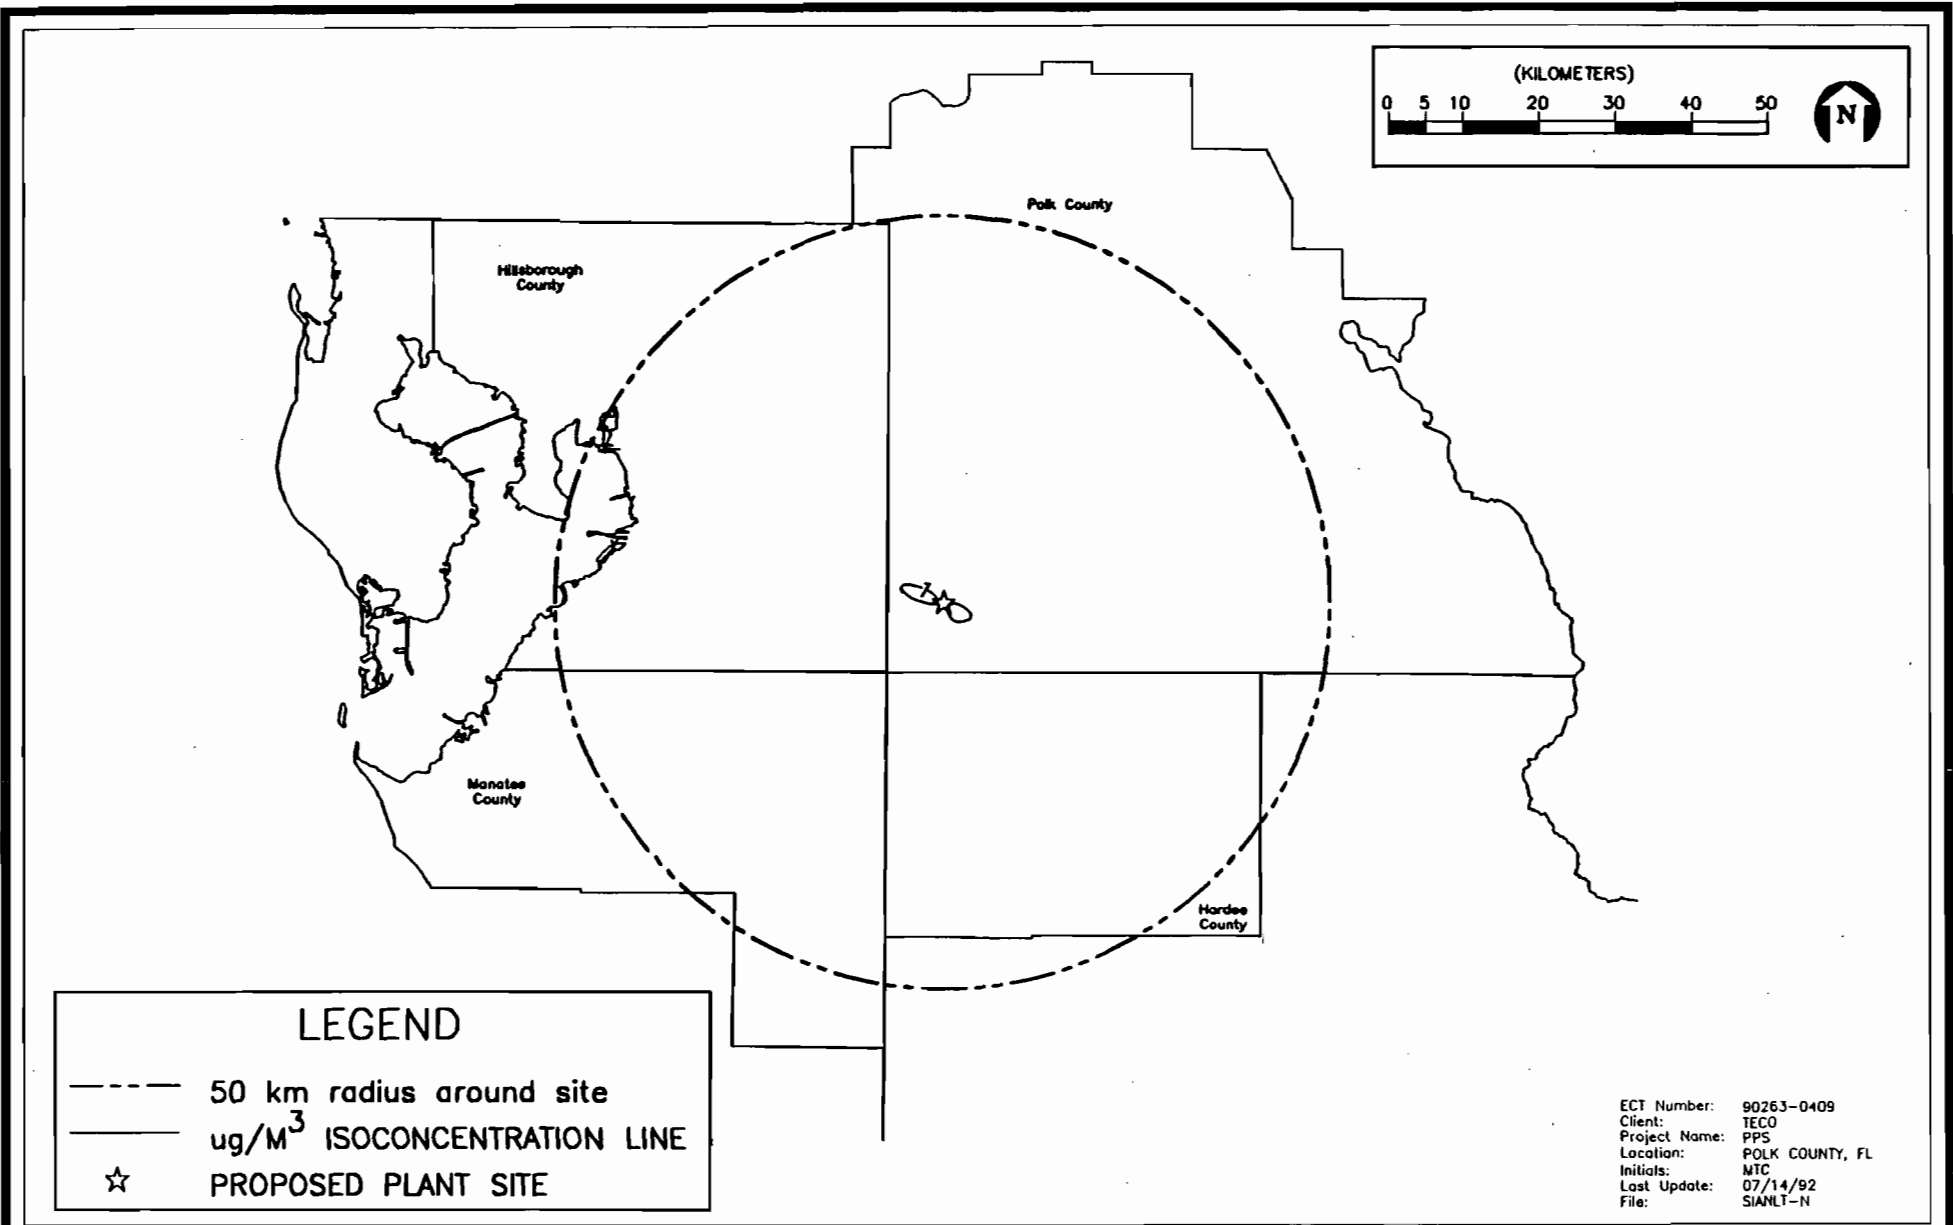 (KILOMETERS)
0 5 10 20 30 40 50
N
Polk County
Hillsborough
County
Manatee
County
Hardee
County
LEGEND
50 km radius around site
ug/M³ ISOCONCENTRATION LINE
PROPOSED PLANT SITE
ECT Number: 90263-0409
Client: TECO
Project Name: PPS
Location: POLK COUNTY, FL
Initials: MTC
Last Update: 07/14/92
File: SIANLT-N